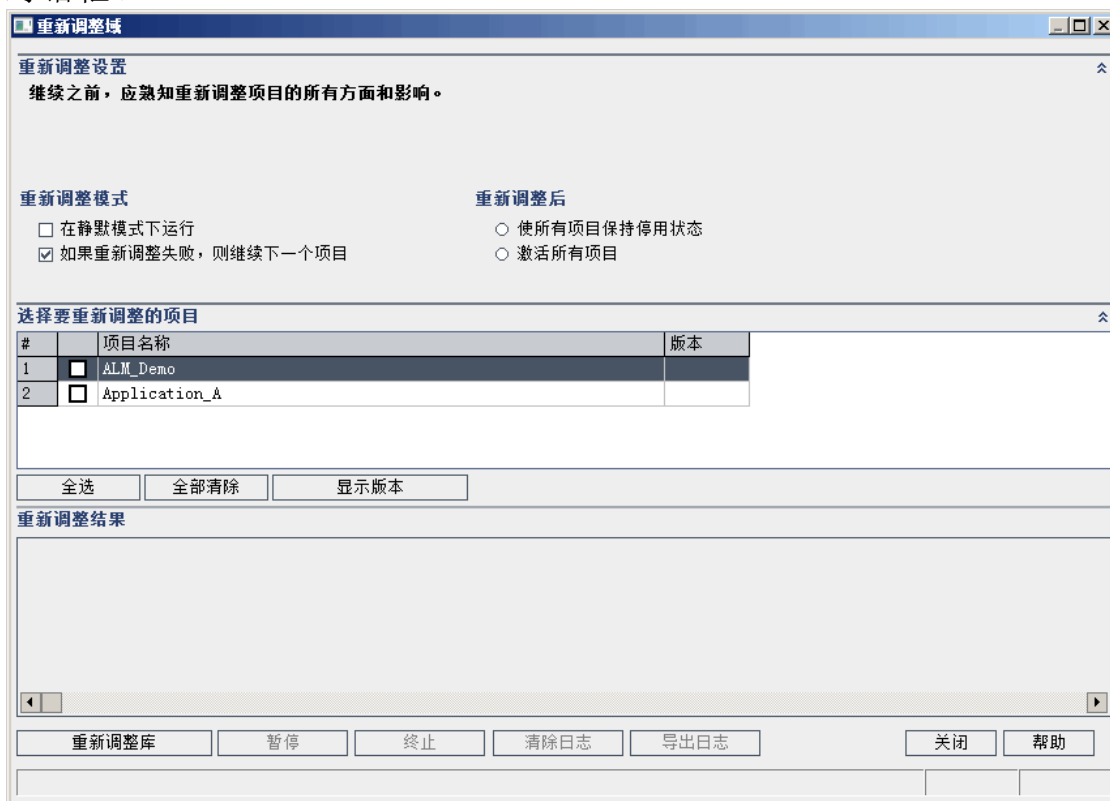 重新调整域
重新调整设置
继续之前，应熟知重新调整项目的所有方面和影响。
重新调整模式
重新调整后
在静默模式下运行
使所有项目保持停用状态
如果重新调整失败，则继续下一个项目
激活所有项目
选择要重新调整的项目
# 项目名称 版本
1 ALM_Demo
2 Application_A
全选 全部清除 显示版本
重新调整结果
重新调整库 暂停 终止 清除日志 导出日志 关闭 帮助